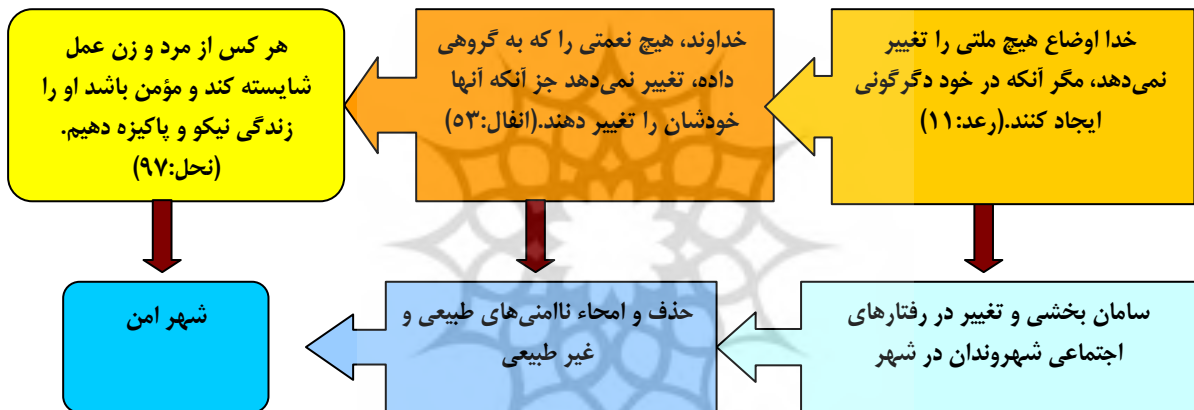 خدا اوضاع هیچ ملتی را تغییر
نمی‌دهد، مگر آنکه در خود دگرگونی
ایجاد کنند.(رعد:۱۱)
خداوند، هیچ نعمتی را که به گروهی
داده، تغییر نمی‌دهد جز آنکه آنها
خودشان را تغییر دهند.(انفال:۵۳)
هر کس از مرد و زن عمل
شایسته کند و مؤمن باشد او را
زندگی نیکو و پاکیزه دهیم.
(نحل:۹۷)
سامان بخشی و تغییر در رفتارهای
اجتماعی شهروندان در شهر
حذف و امحاء ناامنی‌های طبیعی و
غیر طبیعی
شهر امن